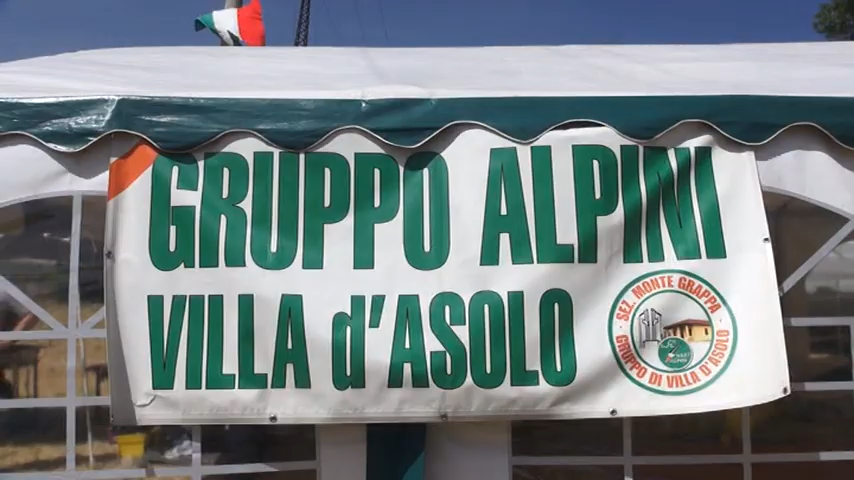 GRUPPO ALPINI
VILLA d'ASOLO
SEZ. MONTE GRAPPA
GRUPPO DI VILLA D'ASOLO